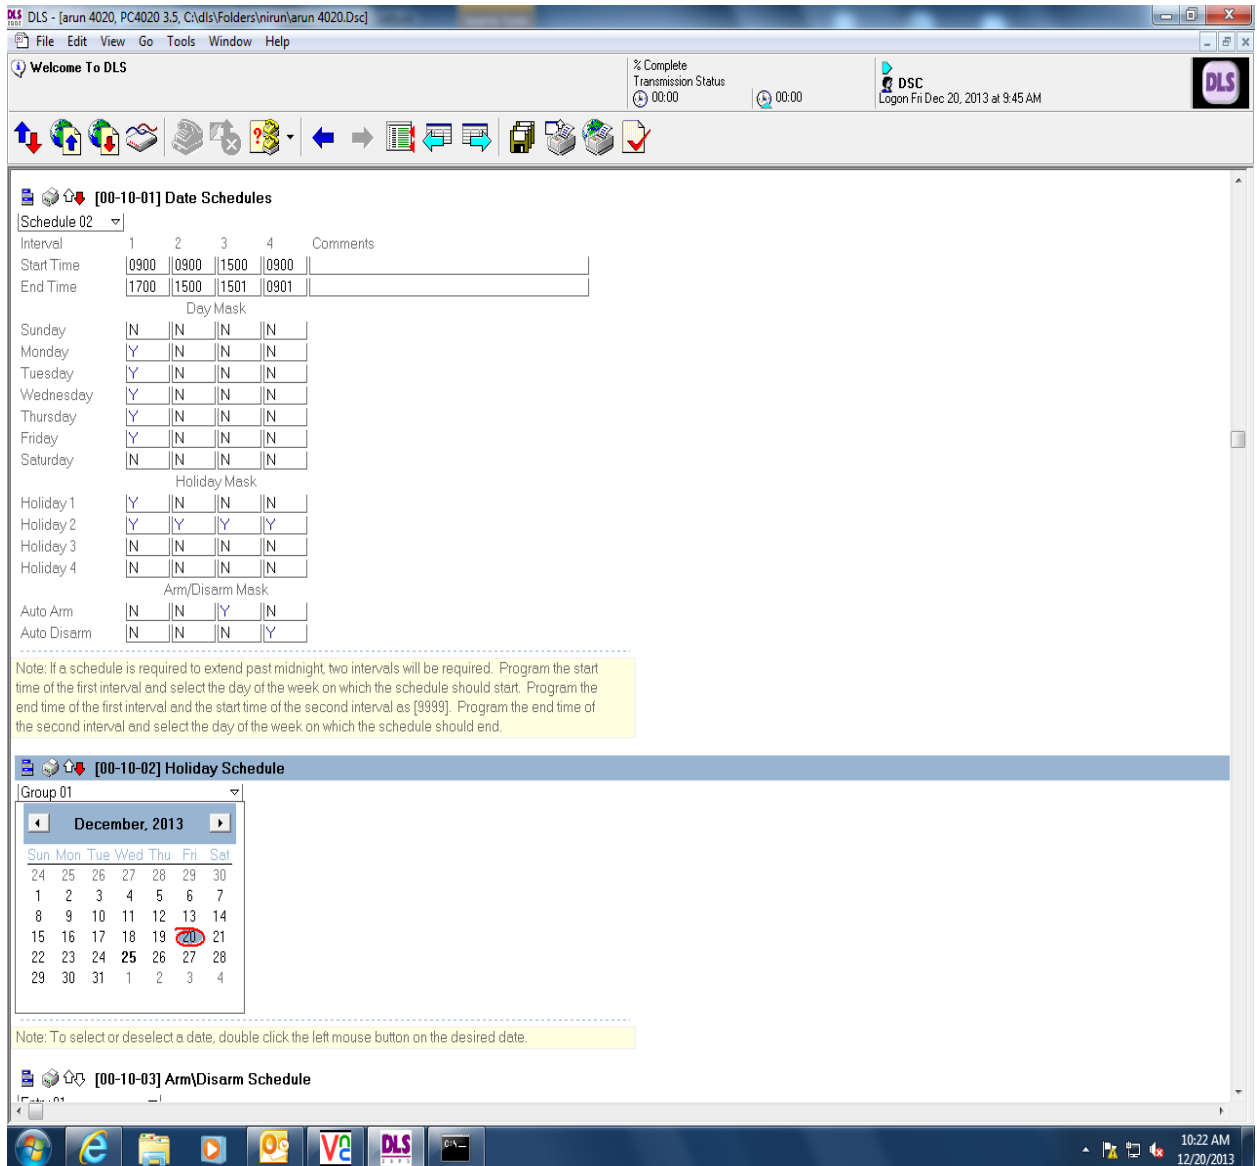 DLS - [arun 4020, PC4020 3.5, C:\dls\Folders\nirun\arun 4020.Dsc]
File Edit View Go Tools Window Help
Welcome To DLS
% Complete
Transmission Status
00:00 00:00
DSC
Logon Fri Dec 20, 2013 at 9:45 AM
DLS
[00-10-01] Date Schedules
Schedule 02
Interval 1 2 3 4 Comments
Start Time 0900 0900 1500 0900
End Time 1700 1500 1501 0901
Day Mask
Sunday N N N N
Monday Y N N N
Tuesday Y N N N
Wednesday Y N N N
Thursday Y N N N
Friday Y N N N
Saturday N N N N
Holiday Mask
Holiday 1 Y N N N
Holiday 2 Y Y Y Y
Holiday 3 N N N N
Holiday 4 N N N N
Arm/Disarm Mask
Auto Arm N N Y N
Auto Disarm N N N Y
Note: If a schedule is required to extend past midnight, two intervals will be required. Program the start
time of the first interval and select the day of the week on which the schedule should start. Program the
end time of the first interval and the start time of the second interval as [9999]. Program the end time of
the second interval and select the day of the week on which the schedule should end.
[00-10-02] Holiday Schedule
Group 01
December, 2013
Sun Mon Tue Wed Thu Fri Sat
24 25 26 27 28 29 30
1 2 3 4 5 6 7
8 9 10 11 12 13 14
15 16 17 18 19 20 21
22 23 24 25 26 27 28
29 30 31 1 2 3 4
Note: To select or deselect a date, double click the left mouse button on the desired date.
[00-10-03] Arm\Disarm Schedule
DLS
10:22 AM
12/20/2013